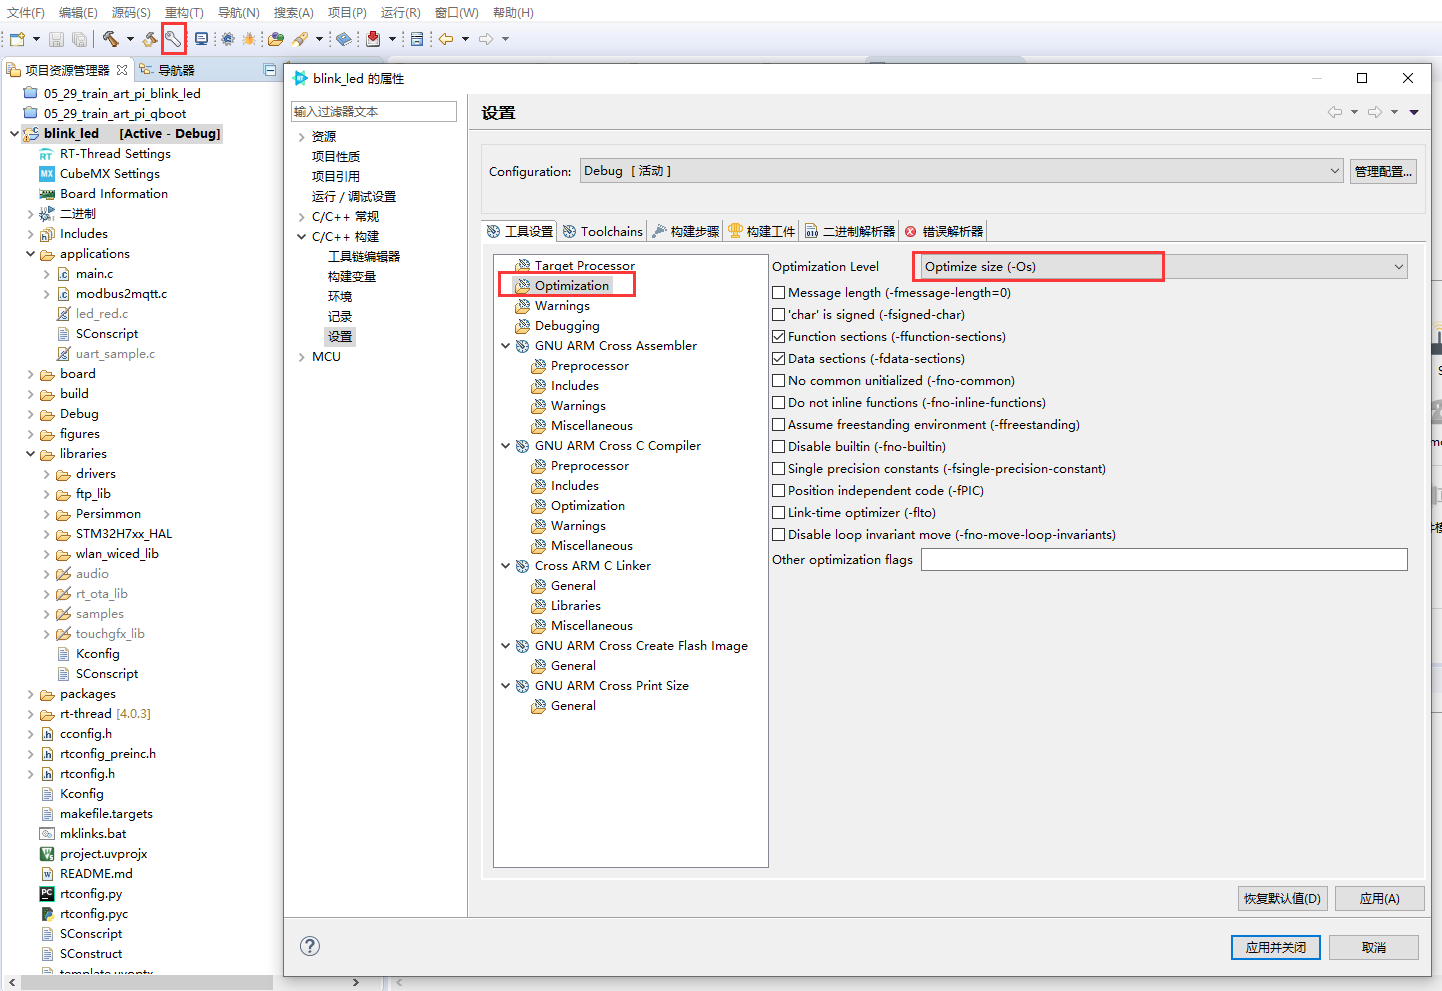 文件(F) 编辑(E) 源码(S) 重构(T) 导航(N) 搜索(A) 项目(P) 运行(R) 窗口(W) 帮助(H)
项目资源管理器 导航器
05_29_train_art_pi_blink_led
05_29_train_art_pi_qboot
blink_led [Active - Debug]
RT-Thread Settings
CubeMX Settings
Board Information
二进制
Includes
applications
main.c
modbus2mqtt.c
led_red.c
SConscript
uart_sample.c
board
build
Debug
figures
libraries
drivers
ftp_lib
Persimmon
STM32H7xx_HAL
wlan_wiced_lib
audio
rt_ota_lib
samples
touchgfx_lib
Kconfig
SConscript
packages
rt-thread [4.0.3]
cconfig.h
rtconfig_preinc.h
rtconfig.h
Kconfig
makefile.targets
mklinks.bat
project.uvprojx
README.md
rtconfig.py
rtconfig.pyc
SConscript
SConstruct
template.uvoptx
blink_led 的属性
输入过滤器文本
资源
项目性质
项目引用
运行 / 调试设置
C/C++ 常规
C/C++ 构建
工具链编辑器
构建变量
环境
记录
设置
MCU
设置
Configuration: Debug [ 活动 ] 管理配置...
工具设置 Toolchains 构建步骤 构建工件 二进制解析器 错误解析器
Target Processor
Optimization
Warnings
Debugging
GNU ARM Cross Assembler
Preprocessor
Includes
Warnings
Miscellaneous
GNU ARM Cross C Compiler
Preprocessor
Includes
Optimization
Warnings
Miscellaneous
Cross ARM C Linker
General
Libraries
Miscellaneous
GNU ARM Cross Create Flash Image
General
GNU ARM Cross Print Size
General
Optimization Level Optimize size (-Os)
Message length (-fmessage-length=0)
'char' is signed (-fsigned-char)
Function sections (-ffunction-sections)
Data sections (-fdata-sections)
No common unitialized (-fno-common)
Do not inline functions (-fno-inline-functions)
Assume freestanding environment (-ffreestanding)
Disable builtin (-fno-builtin)
Single precision constants (-fsingle-precision-constant)
Position independent code (-fPIC)
Link-time optimizer (-flto)
Disable loop invariant move (-fno-move-loop-invariants)
Other optimization flags
恢复默认值(D) 应用(A)
应用并关闭 取消